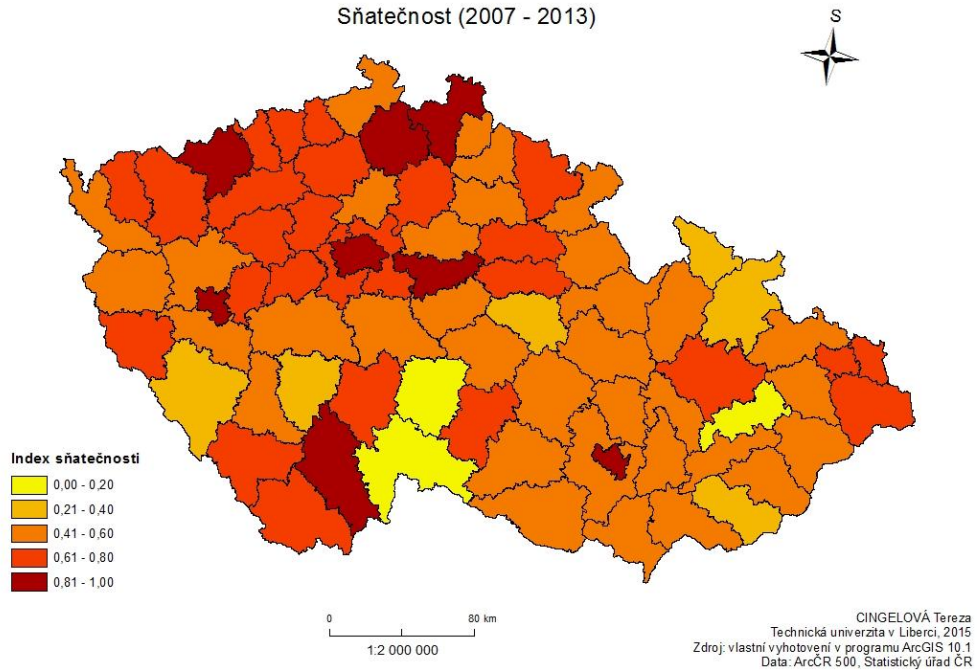 Sňatečnost (2007 - 2013)
S
Index sňatečnosti
0,00 - 0,20
0,21 - 0,40
0,41 - 0,60
0,61 - 0,80
0,81 - 1,00
0 80 km
1:2 000 000
CINGELOVÁ Tereza
Technická univerzita v Liberci, 2015
Zdroj: vlastní vyhotovení v programu ArcGIS 10.1
Data: ArcČR 500, Statistický úřad ČR